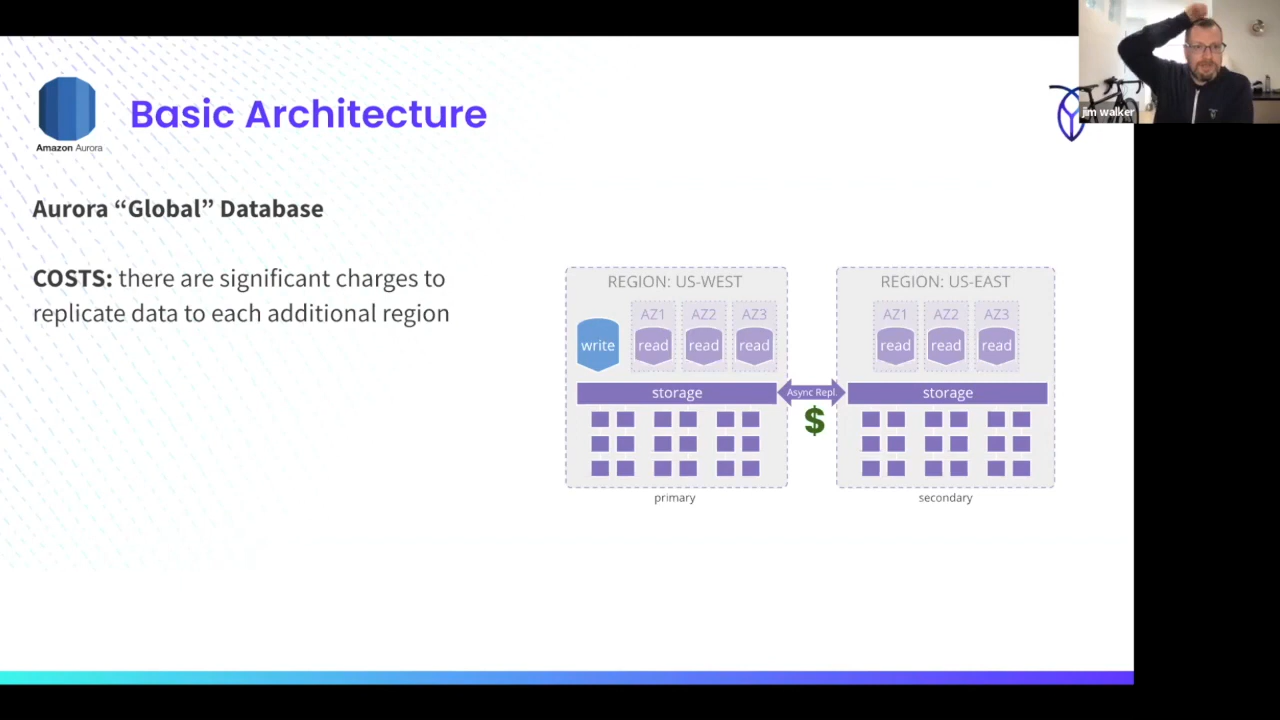 Basic Architecture
Amazon Aurora
jim walker
Aurora “Global” Database
COSTS: there are significant charges to
replicate data to each additional region
REGION: US-WEST
AZ1 AZ2 AZ3
write read read read
storage
primary
Async Repl.
$
REGION: US-EAST
AZ1 AZ2 AZ3
read read read
storage
secondary